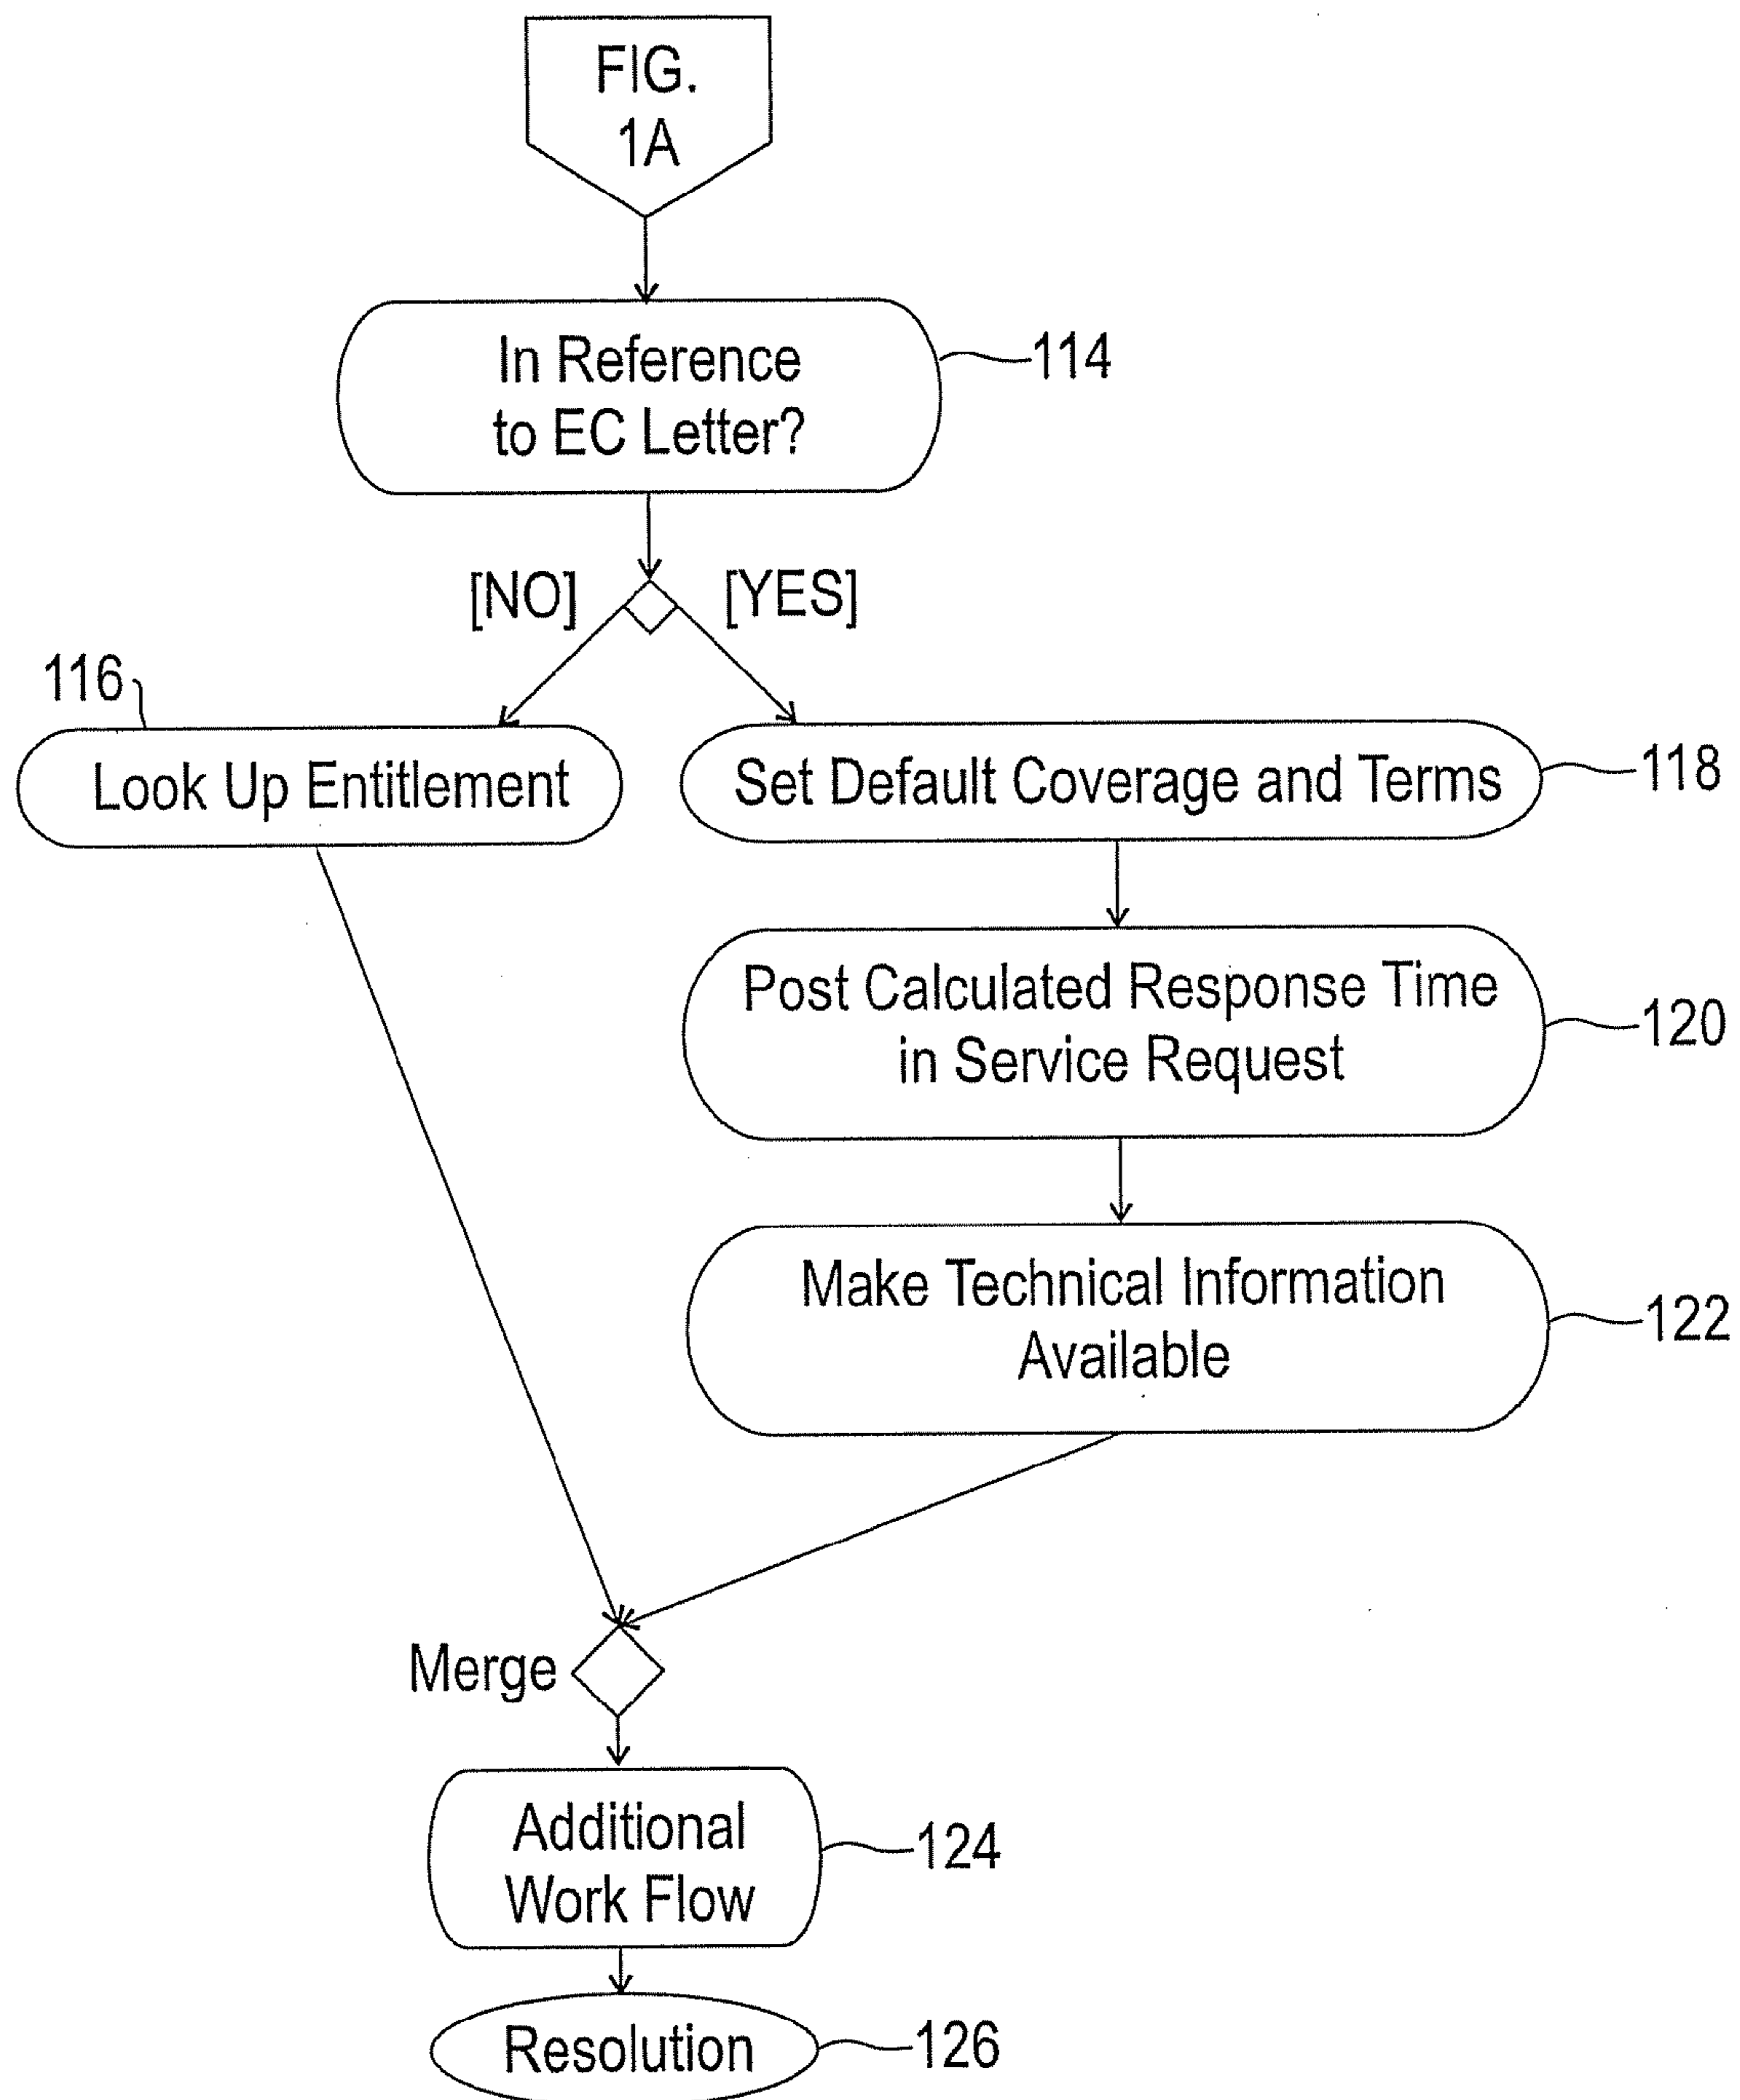 FIG.
1A
In Reference
to EC Letter?
114
[NO]
[YES]
116
Look Up Entitlement
Set Default Coverage and Terms
118
Post Calculated Response Time
in Service Request
120
Make Technical Information
Available
122
Merge
Additional
Work Flow
124
Resolution
126